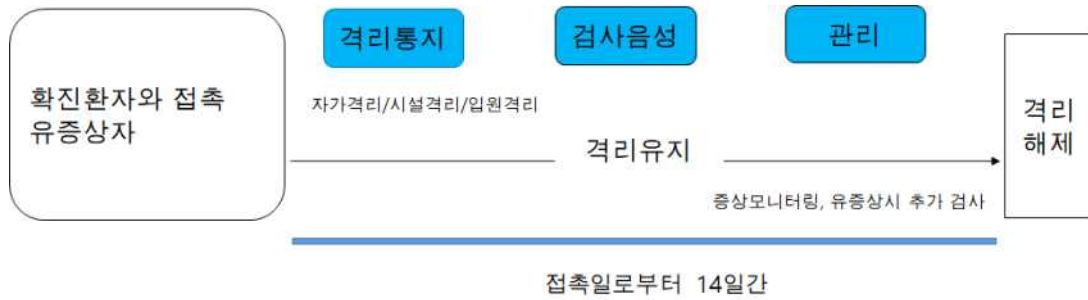 격리통지
검사음성
관리
확진환자와 접촉
유증상자
자가격리/시설격리/입원격리
격리유지
증상모니터링, 유증상시 추가 검사
격리
해제
접촉일로부터 14일간